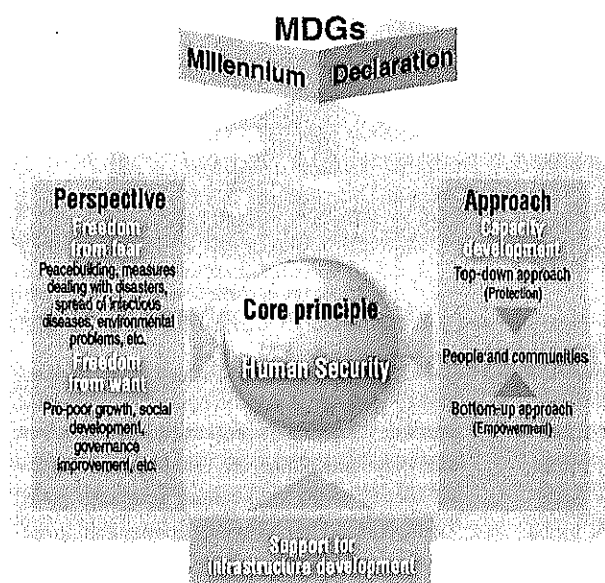 MDGs
Millennium Declaration
Perspective
Freedom
from fear
Peacebuilding, measures
dealing with disasters,
spread of infectious
diseases, environmental
problems, etc.
Freedom
from want
Pro-poor growth, social
development,
governance
improvement, etc.
Core principle
Human Security
Approach
Capacity
development
Top-down approach
(Protection)
People and communities
Bottom-up approach
(Empowerment)
Support for
infrastructure development